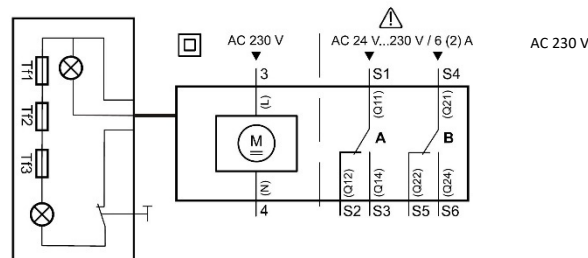 AC 230 V
AC 24 V...230 V / 6 (2) A
AC 230 V
3
S1
S4
Tf1
Tf2
Tf3
(L)
(Q11)
(Q21)
M
A
B
(N)
(Q12)
(Q14)
(Q22)
(Q24)
4
S2
S3
S5
S6